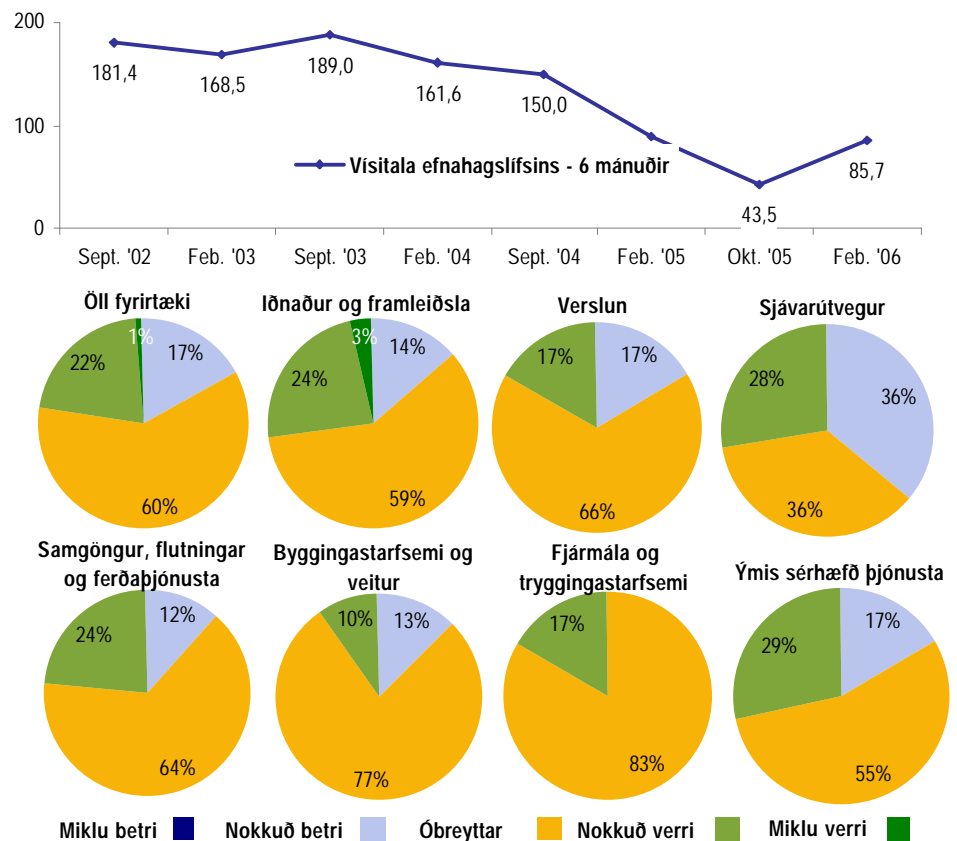 200
181,4
168,5
189,0
161,6
150,0
100
Vísitala efnahagslífsins - 6 mánuðir
85,7
43,5
0
Sept. '02 Feb. '03 Sept. '03 Feb. '04 Sept. '04 Feb. '05 Okt. '05 Feb. '06
Öll fyrirtæki
1%
17%
22%
60%
Iðnaður og framleiðsla
3%
14%
24%
59%
Verslun
17%
17%
66%
Sjávarútvegur
28%
36%
36%
Samgöngur, flutningar
og ferðaþjónusta
12%
24%
64%
Byggingastarfsemi og
veitur
10%
13%
77%
Fjármála og
tryggingastarfsemi
17%
83%
Ýmis sérhæfð þjónusta
17%
29%
55%
Miklu betri Nokkuð betri Óbreyttar Nokkuð verri Miklu verri